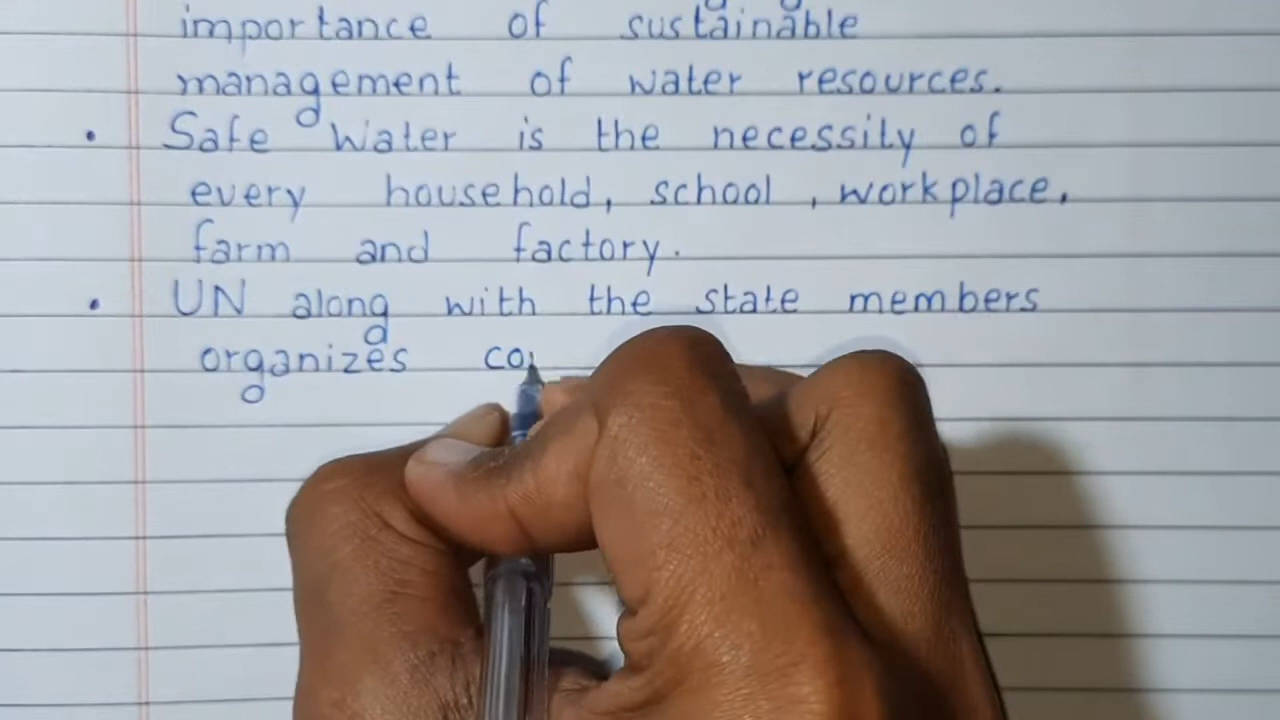 importance of sustainable
management of water resources.
• Safe Water is the necessity of
every household, school, workplace,
farm and factory.
• UN along with the state members
organizes